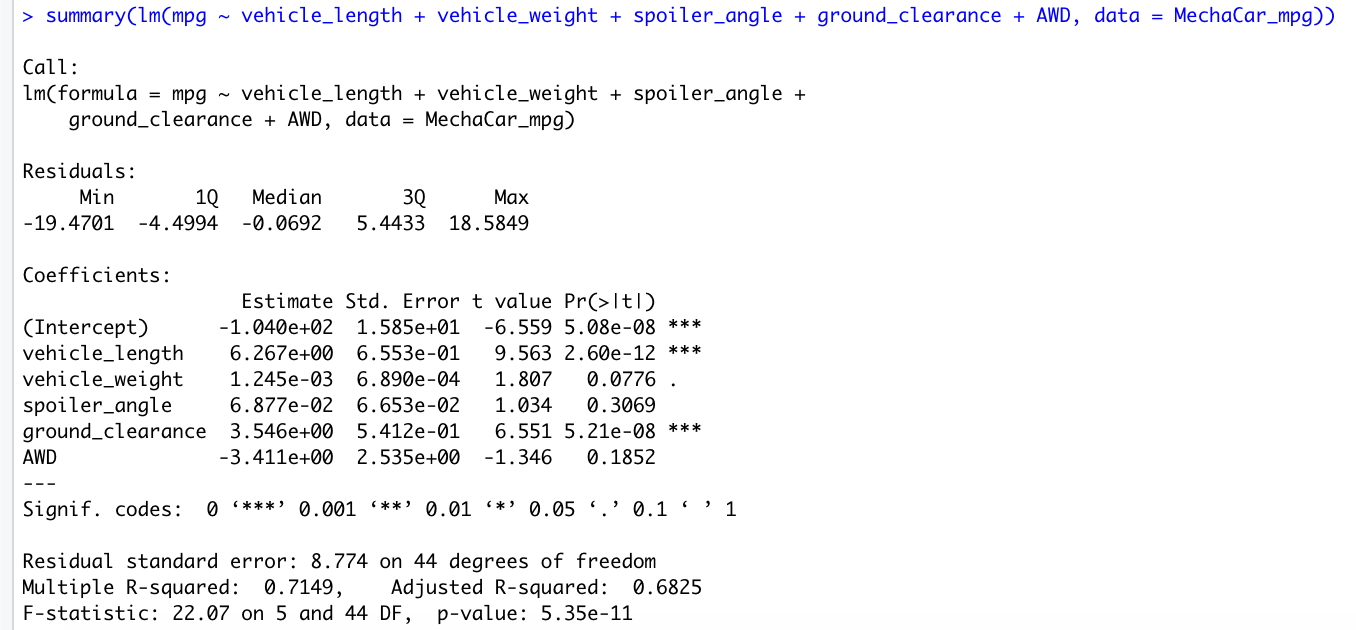 > summary(lm(mpg ~ vehicle_length + vehicle_weight + spoiler_angle + ground_clearance + AWD, data = MechaCar_mpg))

Call:
lm(formula = mpg ~ vehicle_length + vehicle_weight + spoiler_angle +
    ground_clearance + AWD, data = MechaCar_mpg)

Residuals:
     Min       1Q   Median       3Q      Max
-19.4701  -4.4994  -0.0692   5.4433  18.5849

Coefficients:
                   Estimate Std. Error t value Pr(>|t|)
(Intercept)      -1.040e+02  1.585e+01  -6.559 5.08e-08 ***
vehicle_length    6.267e+00  6.553e-01   9.563 2.60e-12 ***
vehicle_weight    1.245e-03  6.890e-04   1.807   0.0776 .
spoiler_angle     6.877e-02  6.653e-02   1.034   0.3069
ground_clearance  3.546e+00  5.412e-01   6.551 5.21e-08 ***
AWD              -3.411e+00  2.535e+00  -1.346   0.1852
---
Signif. codes:  0 ‘***’ 0.001 ‘**’ 0.01 ‘*’ 0.05 ‘.’ 0.1 ‘ ’ 1

Residual standard error: 8.774 on 44 degrees of freedom
Multiple R-squared:  0.7149,    Adjusted R-squared:  0.6825
F-statistic: 22.07 on 5 and 44 DF,  p-value: 5.35e-11